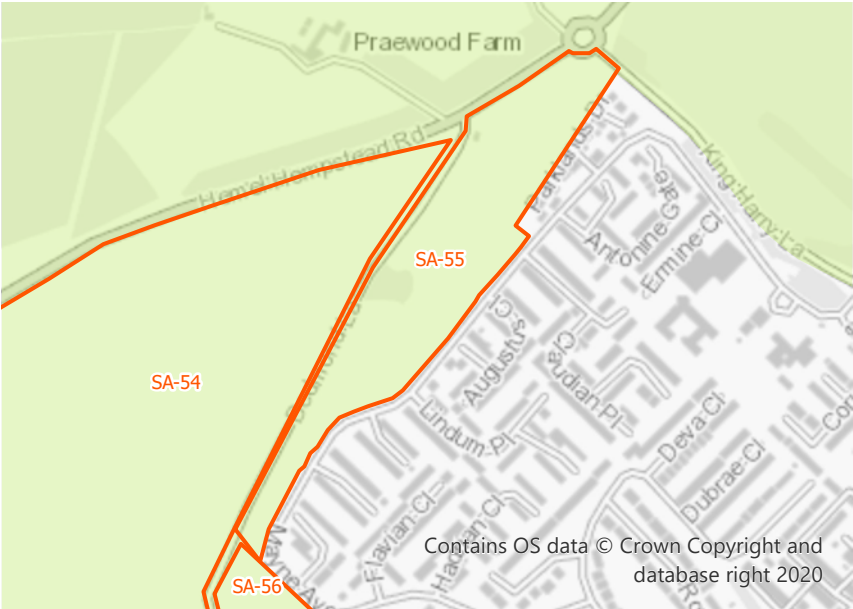 Praewood Farm
Hemel Hempstead Rd
Parklands Dr
King Harry La
SA-55
Antonine Gate
Ermine Cl
SA-54
Augustus Cl
Claudian Pl
Lindum Pl
Deva Cl
Dubrae Cl
Flavian Cl
Hadrian Cl
Mayne Ave
SA-56
Contains OS data © Crown Copyright and
database right 2020